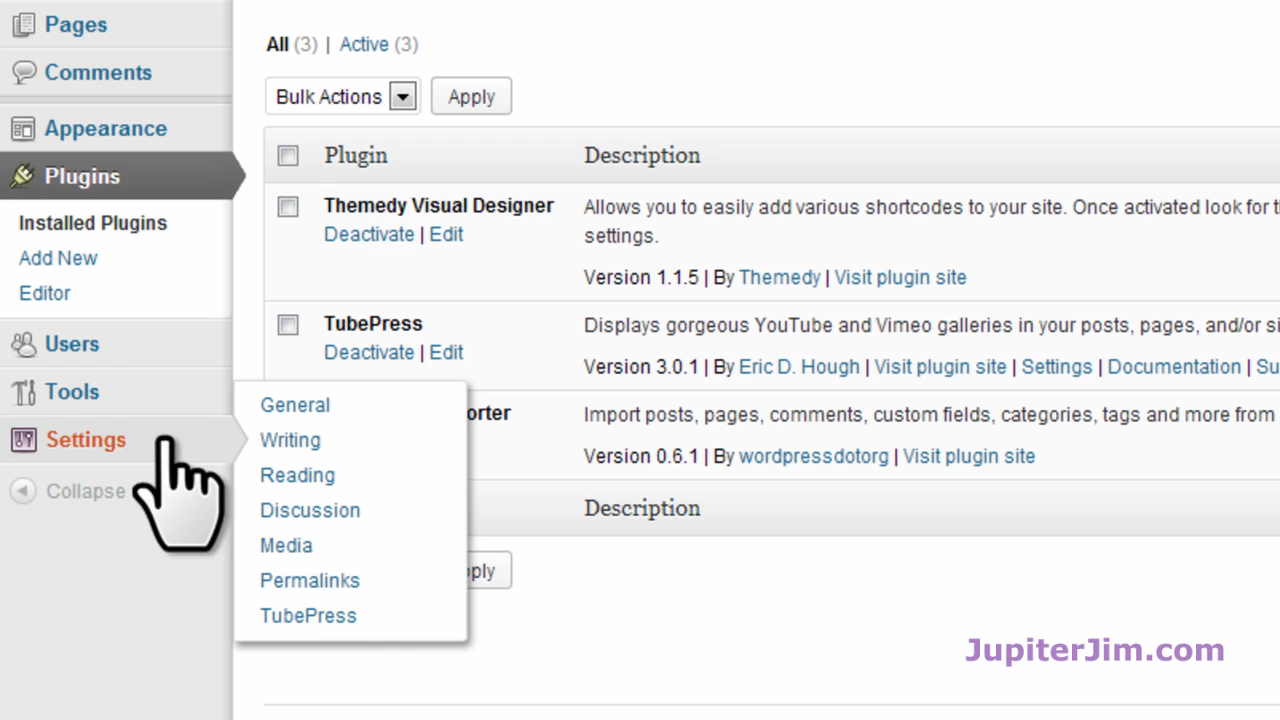 Pages
Comments
Appearance
Plugins
Installed Plugins
Add New
Editor
Users
Tools
Settings
Collapse
General
Writing
Reading
Discussion
Media
Permalinks
TubePress
All (3) | Active (3)
Bulk Actions Apply
Plugin Description
Themedy Visual Designer
Deactivate | Edit
Allows you to easily add various shortcodes to your site. Once activated look for
settings.
Version 1.1.5 | By Themedy | Visit plugin site
TubePress
Deactivate | Edit
Displays gorgeous YouTube and Vimeo galleries in your posts, pages, and/or
Version 3.0.1 | By Eric D. Hough | Visit plugin site | Settings | Documentation |
Import posts, pages, comments, custom fields, categories, tags and more from
Version 0.6.1 | By wordpressdotorg | Visit plugin site
Description
JupiterJim.com